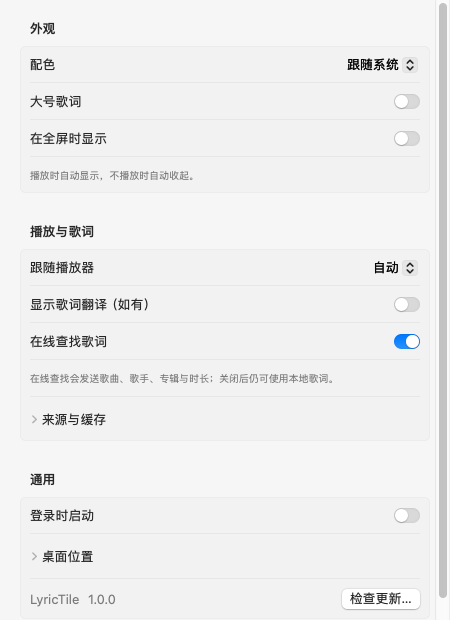 外观
配色 跟随系统
大号歌词
在全屏时显示
播放时自动显示，不播放时自动收起。
播放与歌词
跟随播放器 自动
显示歌词翻译（如有）
在线查找歌词
在线查找会发送歌曲、歌手、专辑与时长；关闭后仍可使用本地歌词。
来源与缓存
通用
登录时启动
桌面位置
LyricTile 1.0.0 检查更新...